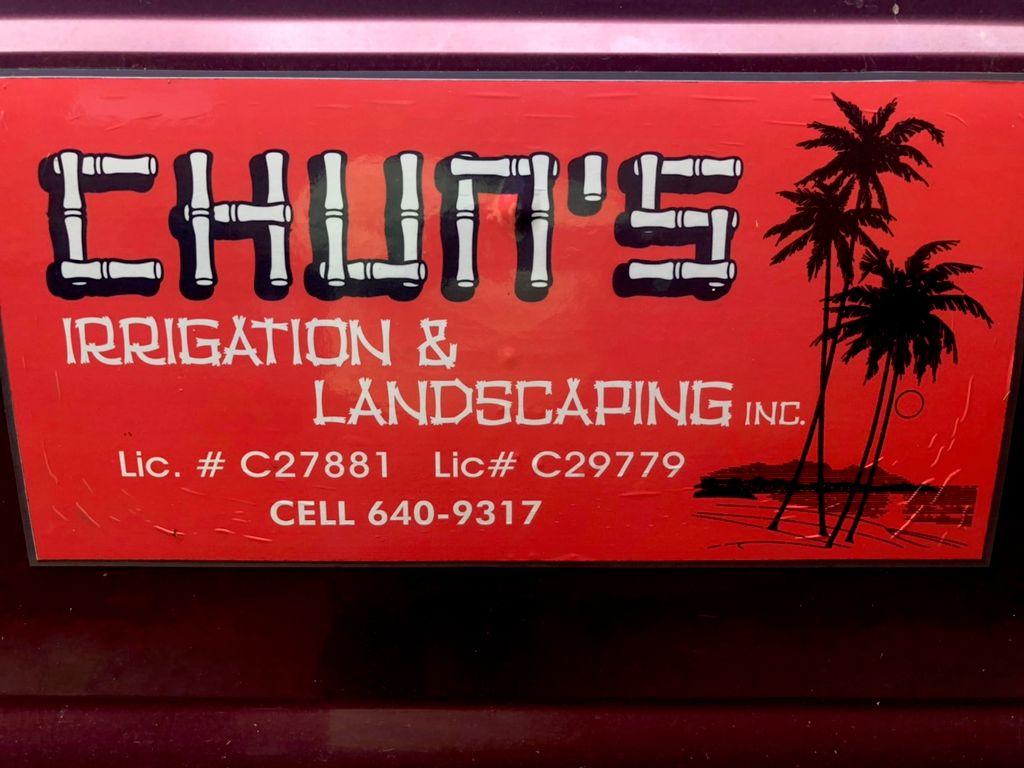 CHUN'S
IRRIGATION &
LANDSCAPING INC.
Lic. # C27881 Lic# C29779
CELL 640-9317